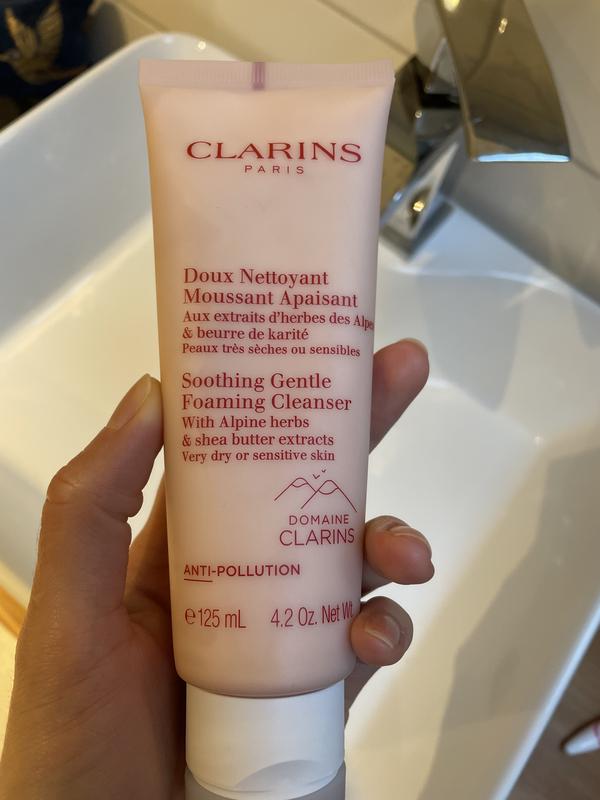 CLARINS
PARIS
Doux Nettoyant
Moussant Apaisant
Aux extraits d'herbes des Alpes
& beurre de karité
Peaux très sèches ou sensibles
Soothing Gentle
Foaming Cleanser
With Alpine herbs
& shea butter extracts
Very dry or sensitive skin
DOMAINE
CLARINS
ANTI-POLLUTION
℮ 125 mL 4.2 Oz. Net Wt.